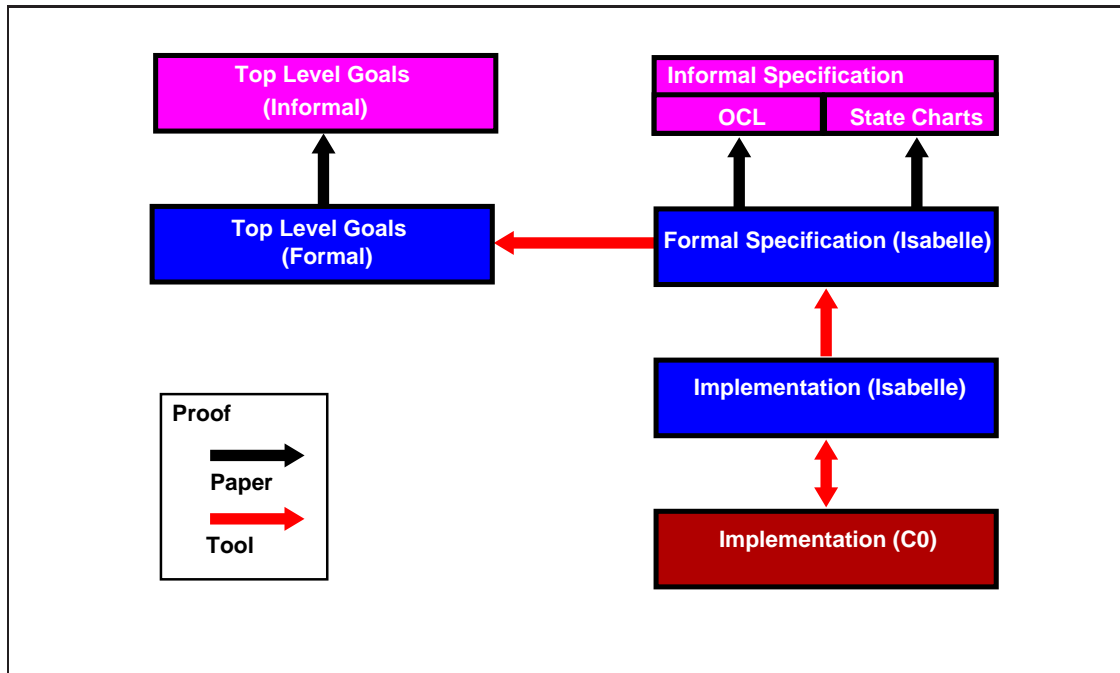 Top Level Goals
(Informal)
Informal Specification
OCL
State Charts
Top Level Goals
(Formal)
Formal Specification (Isabelle)
Implementation (Isabelle)
Proof
Paper
Tool
Implementation (C0)